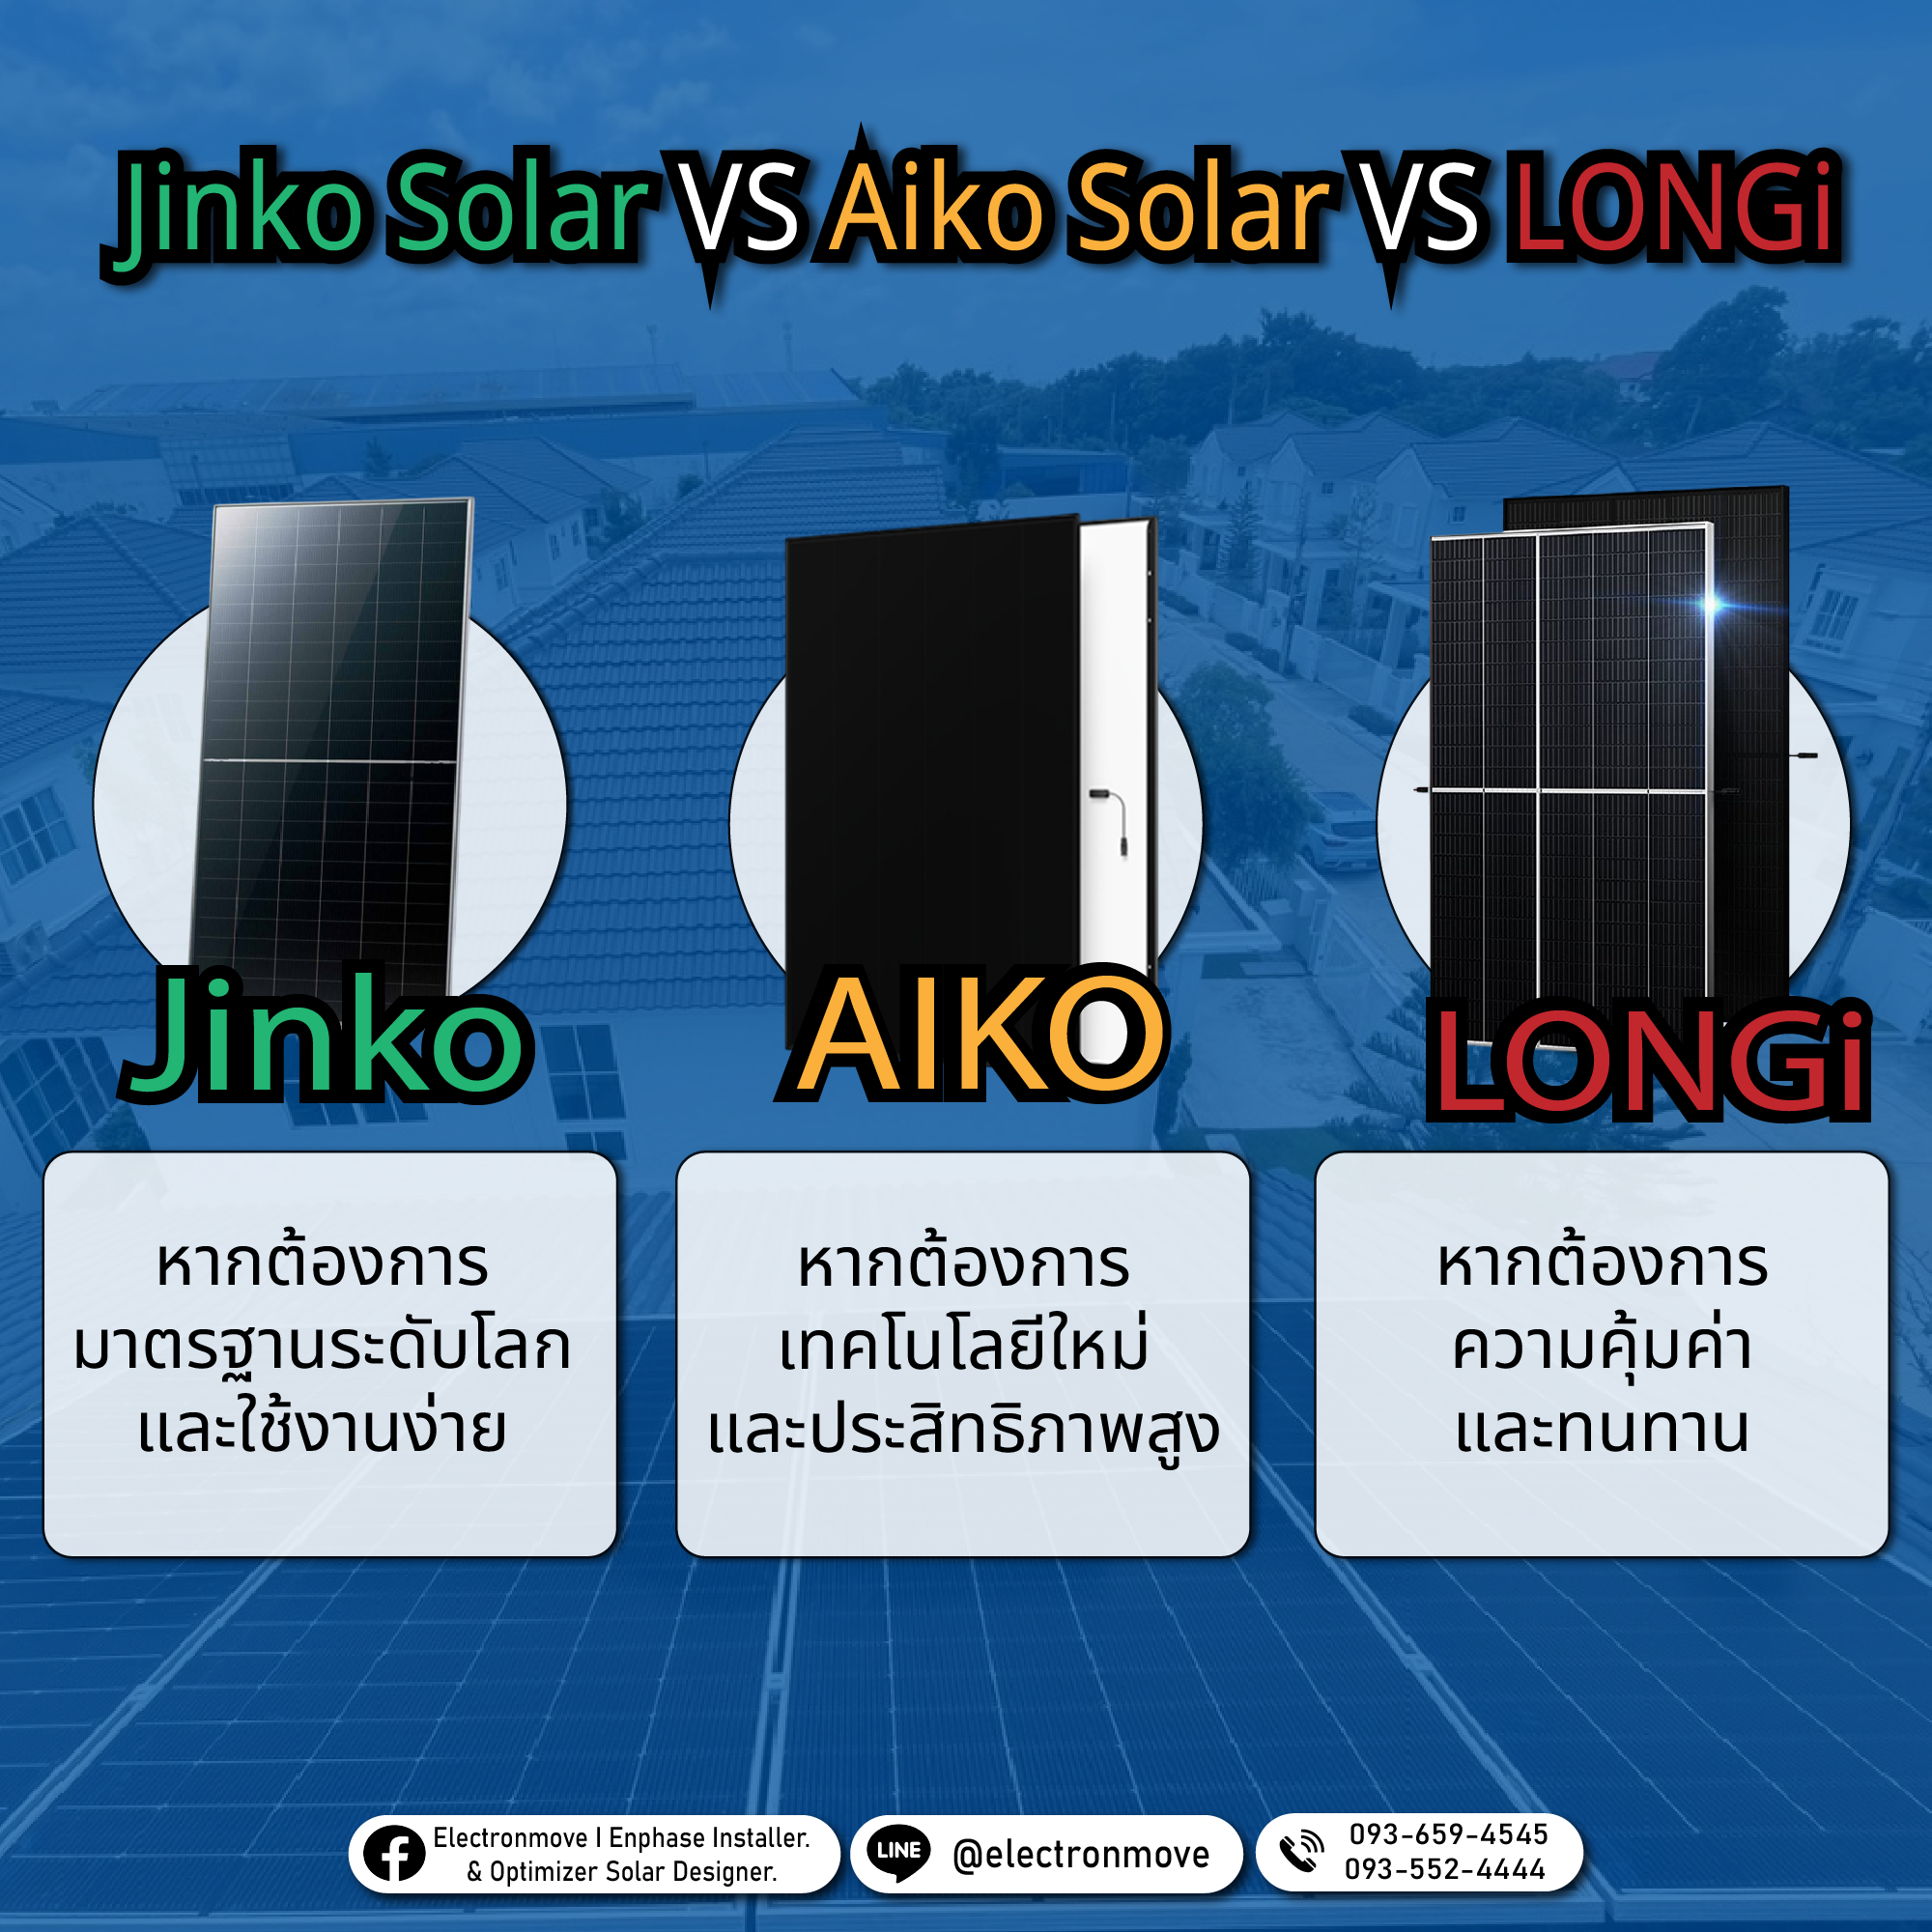 Jinko Solar VS Aiko Solar VS LONGi
Jinko
หากต้องการ
มาตรฐานระดับโลก
และใช้งานง่าย
AIKO
หากต้องการ
เทคโนโลยีใหม่
และประสิทธิภาพสูง
LONGi
หากต้องการ
ความคุ้มค่า
และทนทาน
Electronmove I Enphase Installer.
& Optimizer Solar Designer.
LINE @electronmove
093-659-4545
093-552-4444